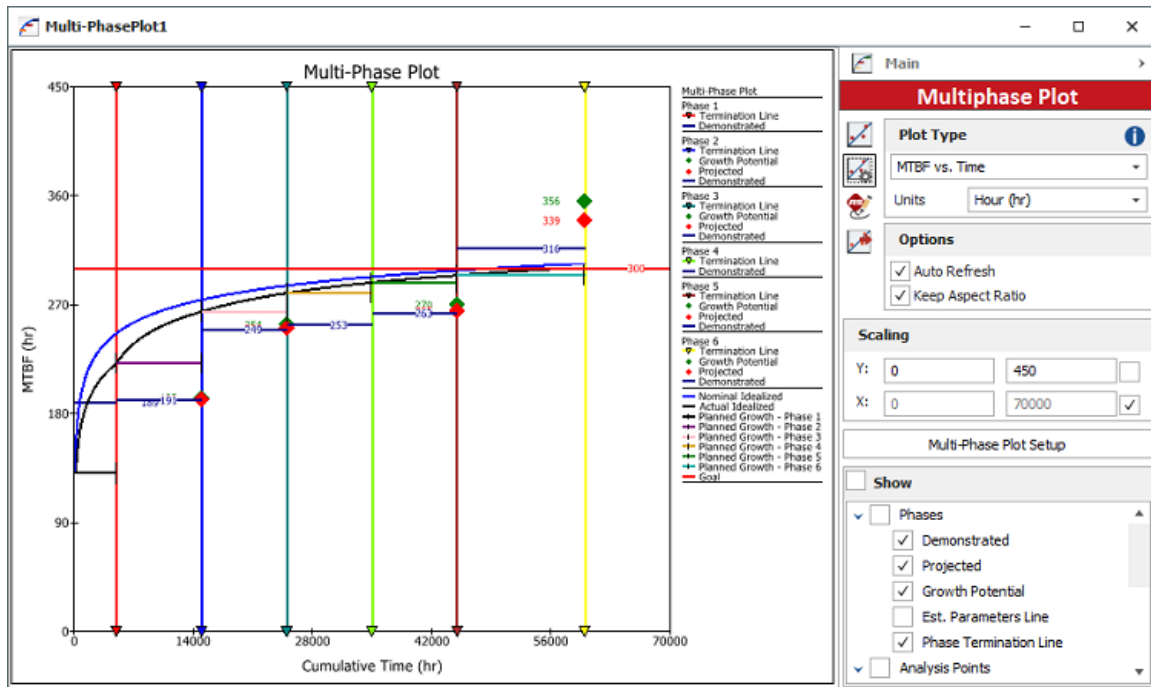 Multi-PhasePlot1
Multi-Phase Plot
MTBF (hr)
450
360
270
180
90
0
0
14000
28000
42000
56000
70000
Cumulative Time (hr)
191
249
254
253
270
263
316
356
339
300
Multi-Phase Plot
Phase 1
Termination Line
Demonstrated
Phase 2
Termination Line
Growth Potential
Projected
Demonstrated
Phase 3
Termination Line
Growth Potential
Projected
Demonstrated
Phase 4
Termination Line
Demonstrated
Phase 5
Termination Line
Growth Potential
Projected
Demonstrated
Phase 6
Termination Line
Growth Potential
Projected
Demonstrated
Nominal Idealized
Actual Idealized
Planned Growth - Phase 1
Planned Growth - Phase 2
Planned Growth - Phase 3
Planned Growth - Phase 4
Planned Growth - Phase 5
Planned Growth - Phase 6
Goal
Main
Multiphase Plot
Plot Type
MTBF vs. Time
Units Hour (hr)
Options
Auto Refresh
Keep Aspect Ratio
Scaling
Y: 0 450
X: 0 70000
Multi-Phase Plot Setup
Show
Phases
Demonstrated
Projected
Growth Potential
Est. Parameters Line
Phase Termination Line
Analysis Points